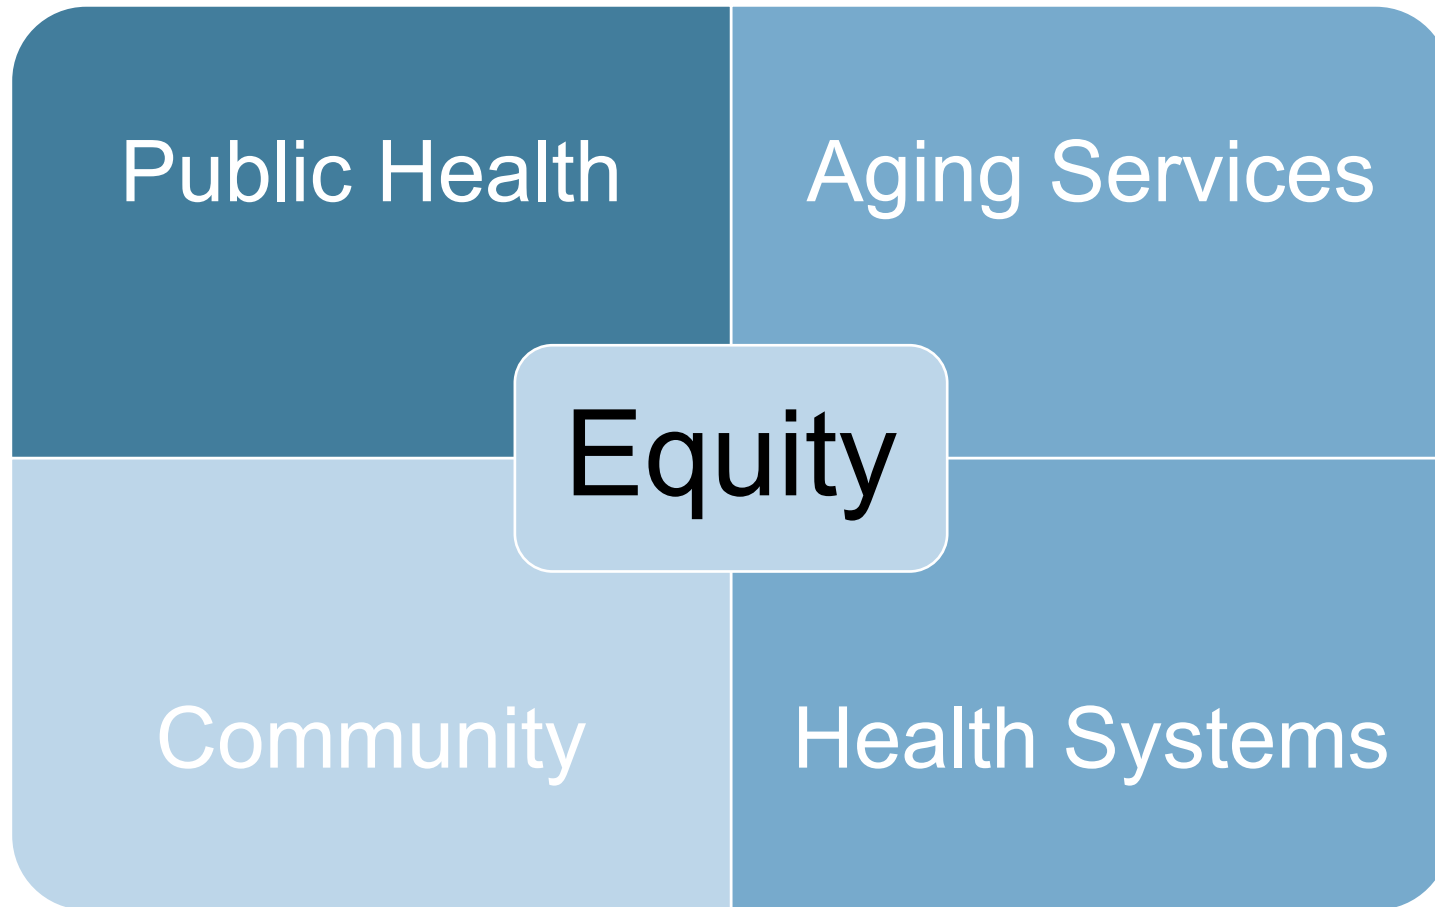 Public Health
Aging Services
Equity
Community
Health Systems